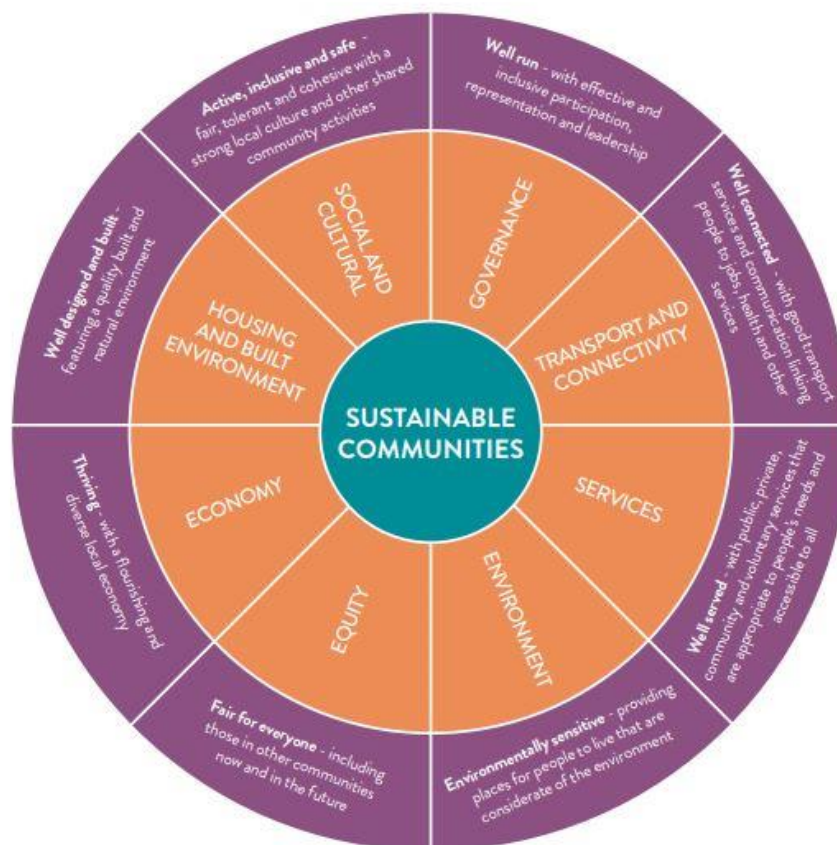 SUSTAINABLE
COMMUNITIES
GOVERNANCE
Well run - with effective and
inclusive participation,
representation and leadership
TRANSPORT AND
CONNECTIVITY
Well connected - with good transport
services and communication linking
people to jobs, health and other
services
SERVICES
Well served - with public, private,
community and voluntary services that
are appropriate to people's needs and
accessible to all
ENVIRONMENT
Environmentally sensitive - providing
places for people to live that are
considerate of the environment
EQUITY
Fair for everyone - including
those in other communities
now and in the future
ECONOMY
Thriving - with a flourishing and
diverse local economy
HOUSING
AND BUILT
ENVIRONMENT
Well designed and built -
featuring a quality built and
natural environment
SOCIAL AND
CULTURAL
Active, inclusive and safe -
fair, tolerant and cohesive with a
strong local culture and other shared
community activities